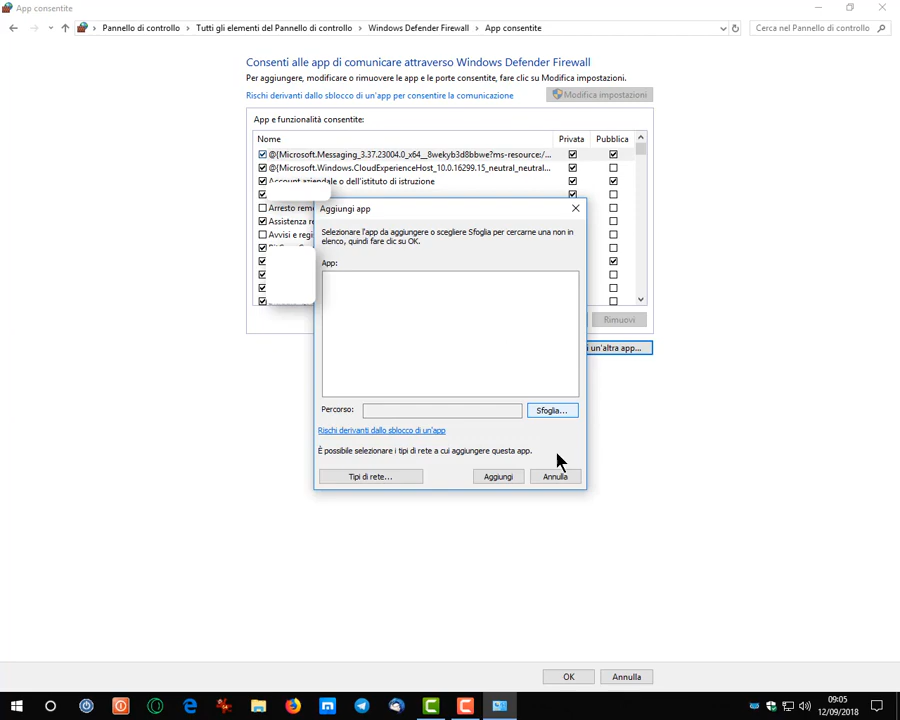 App consentite
Pannello di controllo > Tutti gli elementi del Pannello di controllo > Windows Defender Firewall > App consentite
Cerca nel Pannello di controllo
Consenti alle app di comunicare attraverso Windows Defender Firewall
Per aggiungere, modificare o rimuovere le app e le porte consentite, fare clic su Modifica impostazioni.
Rischi derivanti dallo sblocco di un'app per consentire la comunicazione
Modifica impostazioni
App e funzionalità consentite:
Nome Privata Pubblica
@{Microsoft.Messaging_3.37.23004.0_x64__8wekyb3d8bbwe?ms-resource:/...
@{Microsoft.Windows.CloudExperienceHost_10.0.16299.15_neutral_neutral...
Account aziendale o dell'istituto di istruzione
Arresto rem
Assistenza r
Avvisi e regi
Aggiungi app
Selezionare l'app da aggiungere o scegliere Sfoglia per cercarne una non in
elenco, quindi fare clic su OK.
App:
Rimuovi
un'altra app...
Percorso:
Sfoglia...
Rischi derivanti dallo sblocco di un'app
È possibile selezionare i tipi di rete a cui aggiungere questa app.
Tipi di rete...
Aggiungi
Annulla
OK
Annulla
09:05
12/09/2018